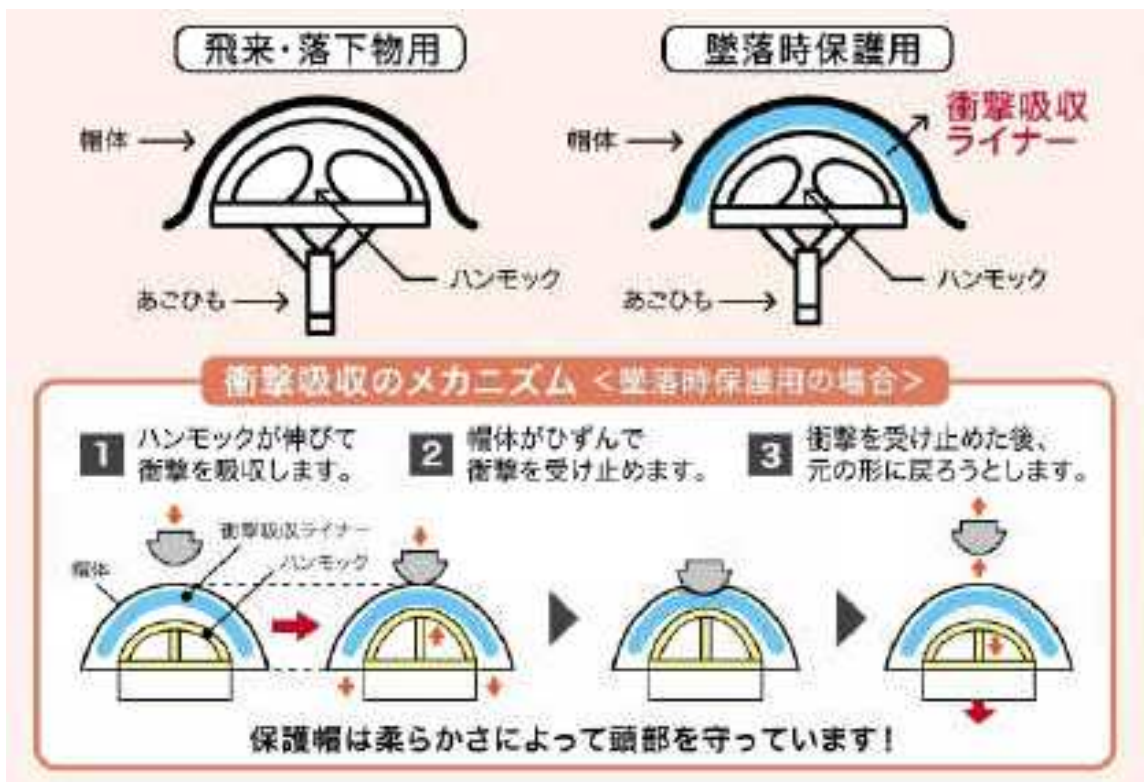 飛来・落下物用
墜落時保護用
帽体
ハンモック
あごひも
帽体
衝撃吸収
ライナー
ハンモック
あごひも
衝撃吸収のメカニズム <墜落時保護用の場合>
1 ハンモックが伸びて
衝撃を吸収します。
2 帽体がひずんで
衝撃を受け止めます。
3 衝撃を受け止めた後、
元の形に戻ろうとします。
衝撃吸収ライナー
ハンモック
帽体
保護帽は柔らかさによって頭部を守っています!